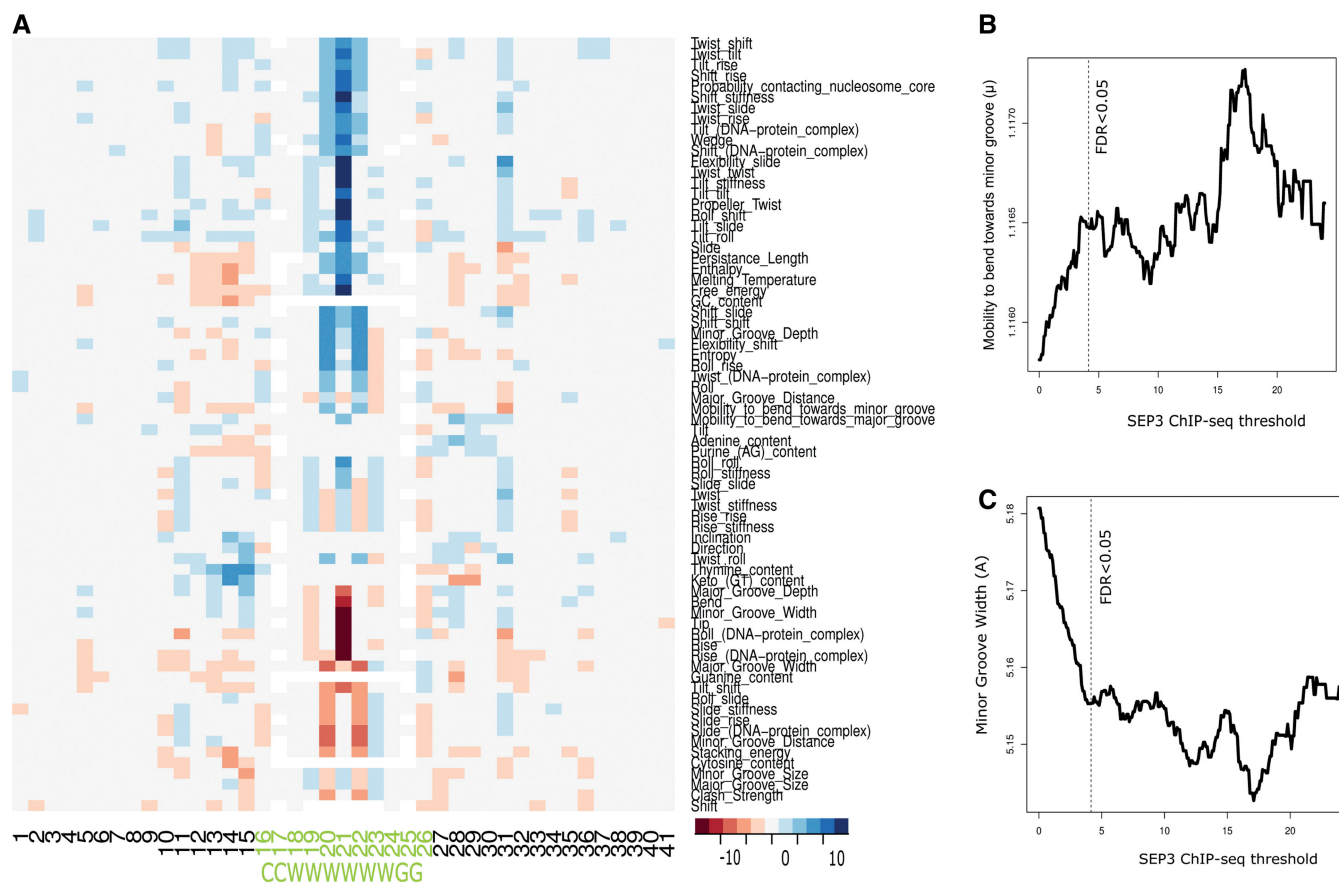 A
Twist_shift
Twist_tilt
Tilt_rise
Shift_rise
Probability_contacting_nucleosome_core
Shift_stiffness
Twist_slide
Twist_rise
Tilt_(DNA-protein_complex)
Wedge
Shift_(DNA-protein_complex)
Flexibility_slide
Twist_twist
Tilt_stiffness
Tilt_tilt
Propeller_Twist
Roll_shift
Tilt_slide
Tilt_roll
Slide
Persistance_Length
Enthalpy
Melting_Temperature
Free_energy
GC_content
Shift_slide
Shift_shift
Minor_Groove_Depth
Flexibility_shift
Entropy
Roll_rise
Twist_(DNA-protein_complex)
Roll
Major_Groove_Distance
Mobility_to_bend_towards_minor_groove
Mobility_to_bend_towards_major_groove
Tilt
Adenine_content
Purine_(AG)_content
Roll_roll
Roll_stiffness
Slide_slide
Twist
Twist_stiffness
Rise_rise
Rise_stiffness
Inclination
Direction
Twist_roll
Thymine_content
Keto_(GT)_content
Major_Groove_Depth
Bend
Minor_Groove_Width
Tip
Roll_(DNA-protein_complex)
Rise
Rise_(DNA-protein_complex)
Major_Groove_Width
Guanine_content
Tilt_shift
Roll_slide
Slide_stiffness
Slide_rise
Slide_(DNA-protein_complex)
Minor_Groove_Distance
Stacking_energy
Cytosine_content
Minor_Groove_Size
Major_Groove_Size
Clash_Strength
Shift
1 2 3 4 5 6 7 8 9 10 11 12 13 14 15 16 17 18 19 20 21 22 23 24 25 26 27 28 29 30 31 32 33 34 35 36 37 38 39 40 41
CCWWWWWWGG
-10 0 10
B
Mobility to bend towards minor groove (µ)
1.1170
1.1165
1.1160
FDR<0.05
0 5 10 15 20
SEP3 ChIP-seq threshold
C
Minor Groove Width (A)
5.18
5.17
5.16
5.15
FDR<0.05
0 5 10 15 20
SEP3 ChIP-seq threshold